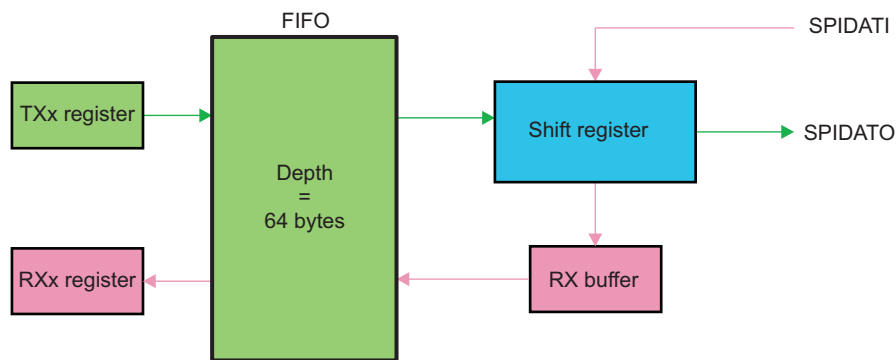 FIFO
SPIDATI
TXx register
Shift register
SPIDATO
Depth
=
64 bytes
RXx register
RX buffer